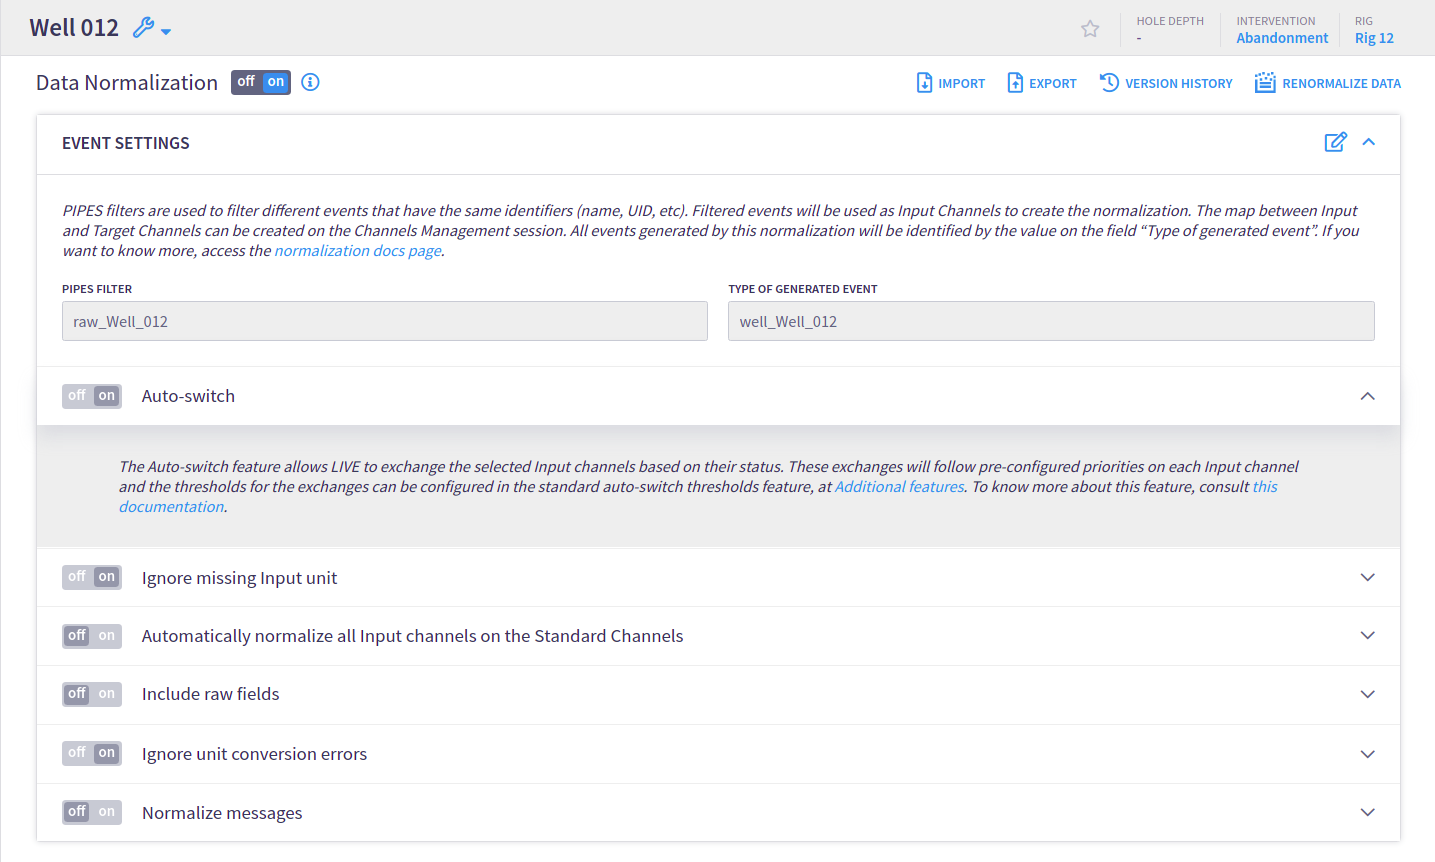 Well 012
HOLE DEPTH
-
INTERVENTION
Abandonment
RIG
Rig 12
Data Normalization
off on
IMPORT
EXPORT
VERSION HISTORY
RENORMALIZE DATA
EVENT SETTINGS
PIPES filters are used to filter different events that have the same identifiers (name, UID, etc). Filtered events will be used as Input Channels to create the normalization. The map between Input
and Target Channels can be created on the Channels Management session. All events generated by this normalization will be identified by the value on the field “Type of generated event”. If you
want to know more, access the normalization docs page.
PIPES FILTER
raw_Well_012
TYPE OF GENERATED EVENT
well_Well_012
off on Auto-switch
The Auto-switch feature allows LIVE to exchange the selected Input channels based on their status. These exchanges will follow pre-configured priorities on each Input channel
and the thresholds for the exchanges can be configured in the standard auto-switch thresholds feature, at Additional features. To know more about this feature, consult this
documentation.
off on Ignore missing Input unit
off on Automatically normalize all Input channels on the Standard Channels
off on Include raw fields
off on Ignore unit conversion errors
off on Normalize messages